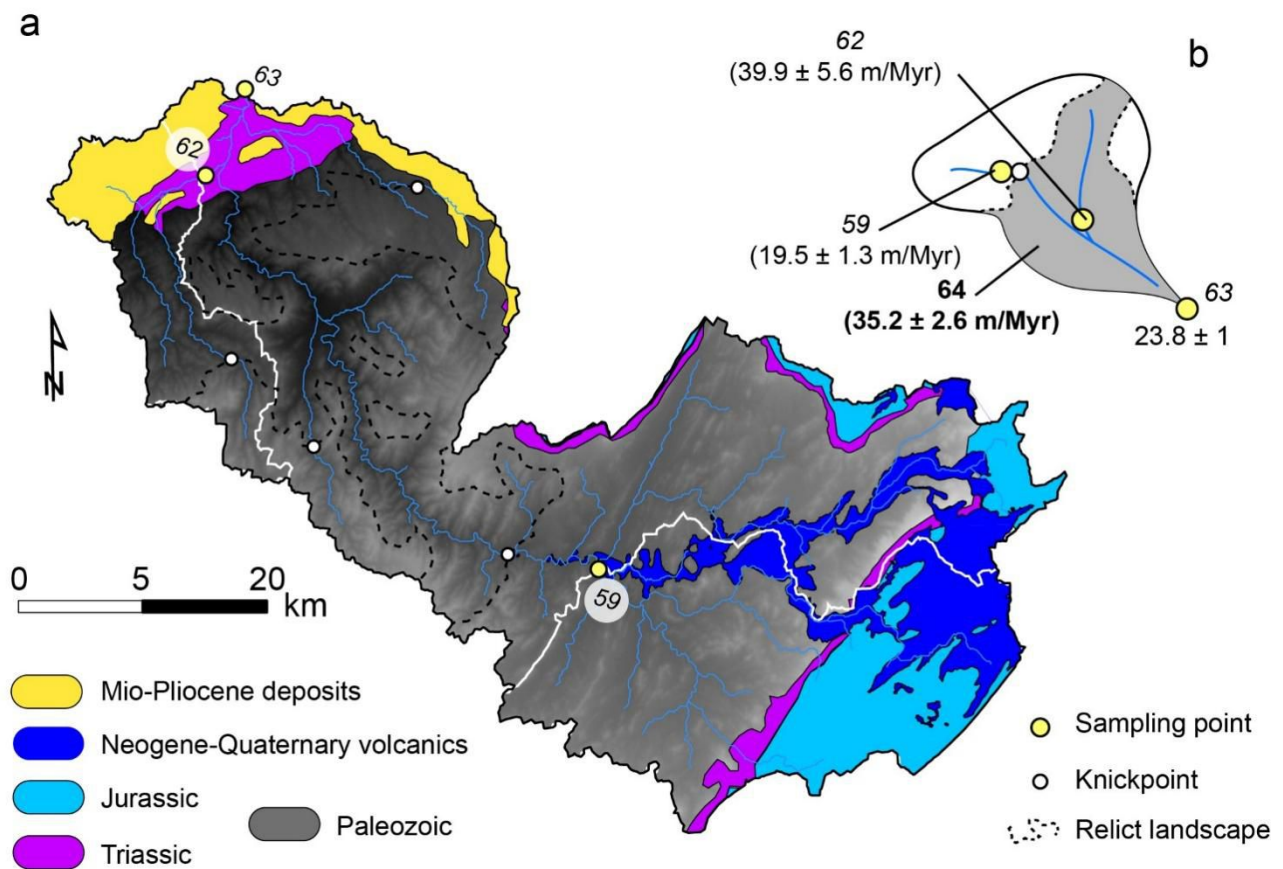 a
63
62
59
N
0 5 20
km
Mio-Pliocene deposits
Neogene-Quaternary volcanics
Jurassic
Triassic
Paleozoic
b
62
(39.9 ± 5.6 m/Myr)
59
(19.5 ± 1.3 m/Myr)
64
(35.2 ± 2.6 m/Myr)
63
23.8 ± 1
Sampling point
Knickpoint
Relict landscape